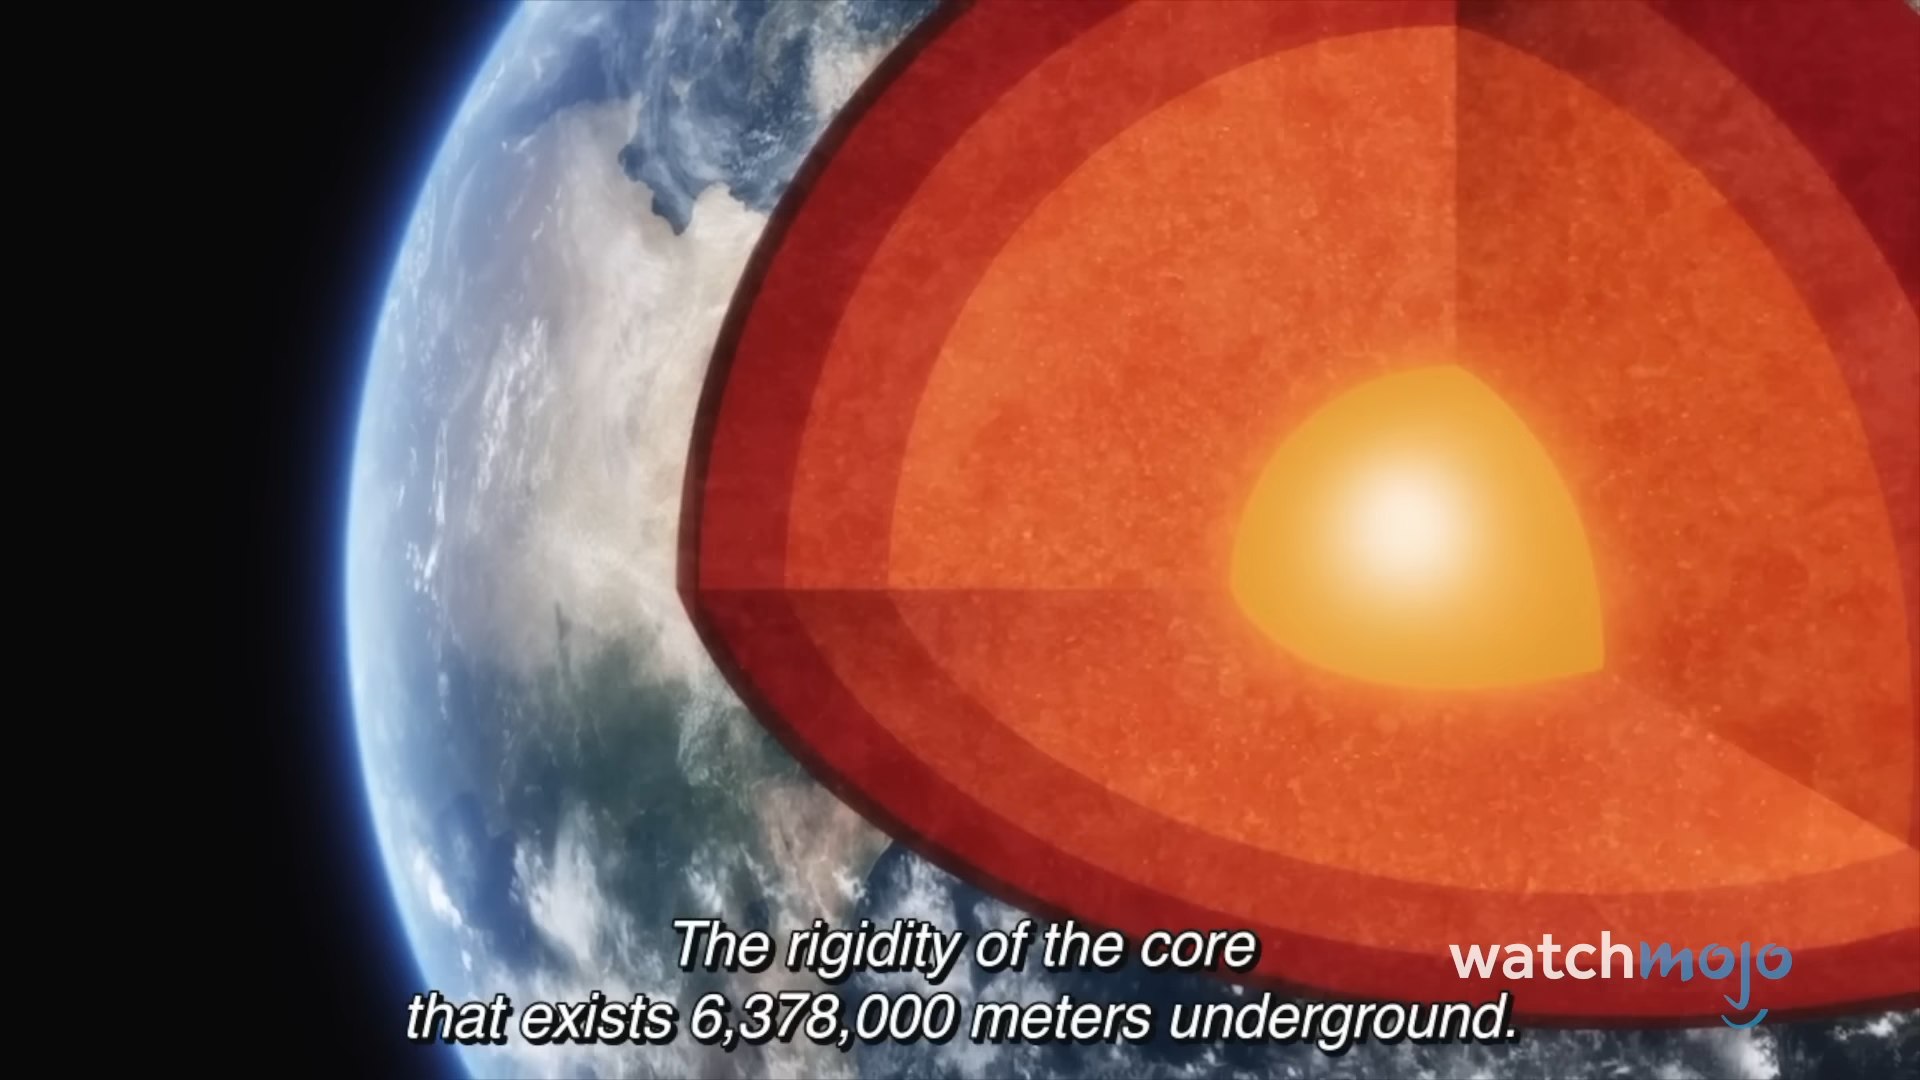 The rigidity of the core
that exists 6,378,000 meters underground.
watchmojo